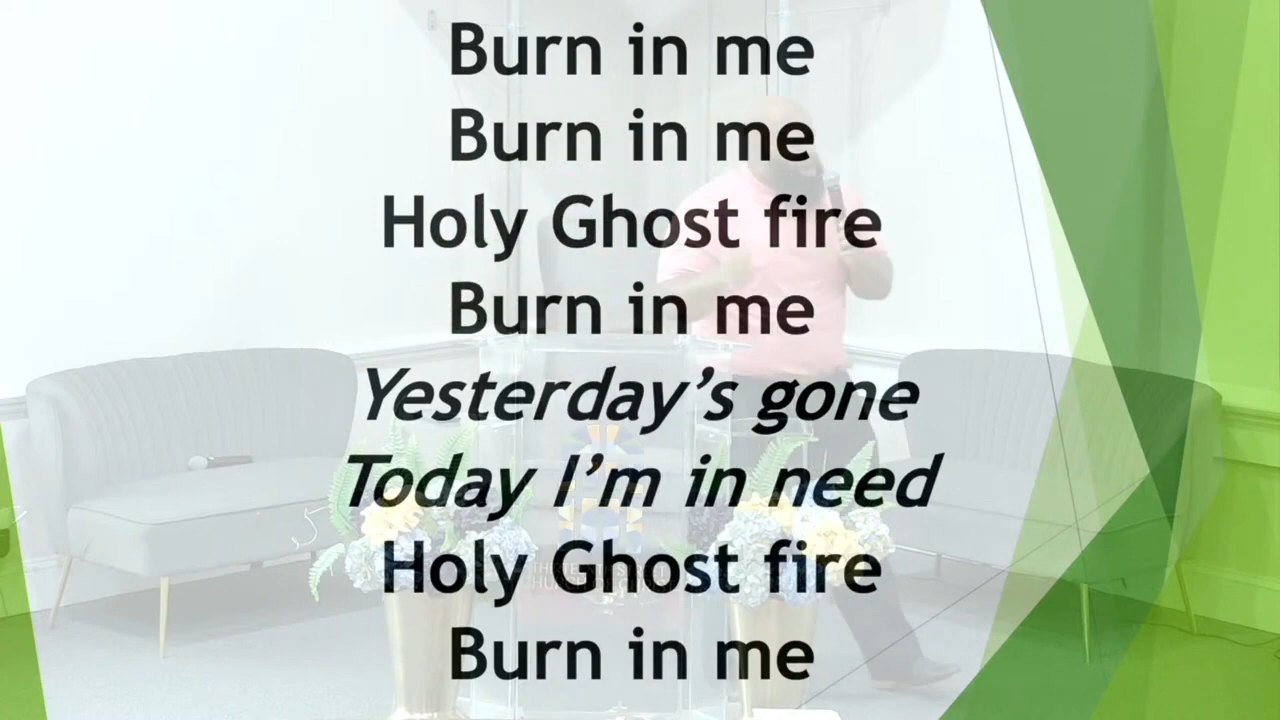 Burn in me
Burn in me
Holy Ghost fire
Burn in me
Yesterday’s gone
Today I’m in need
Holy Ghost fire
Burn in me